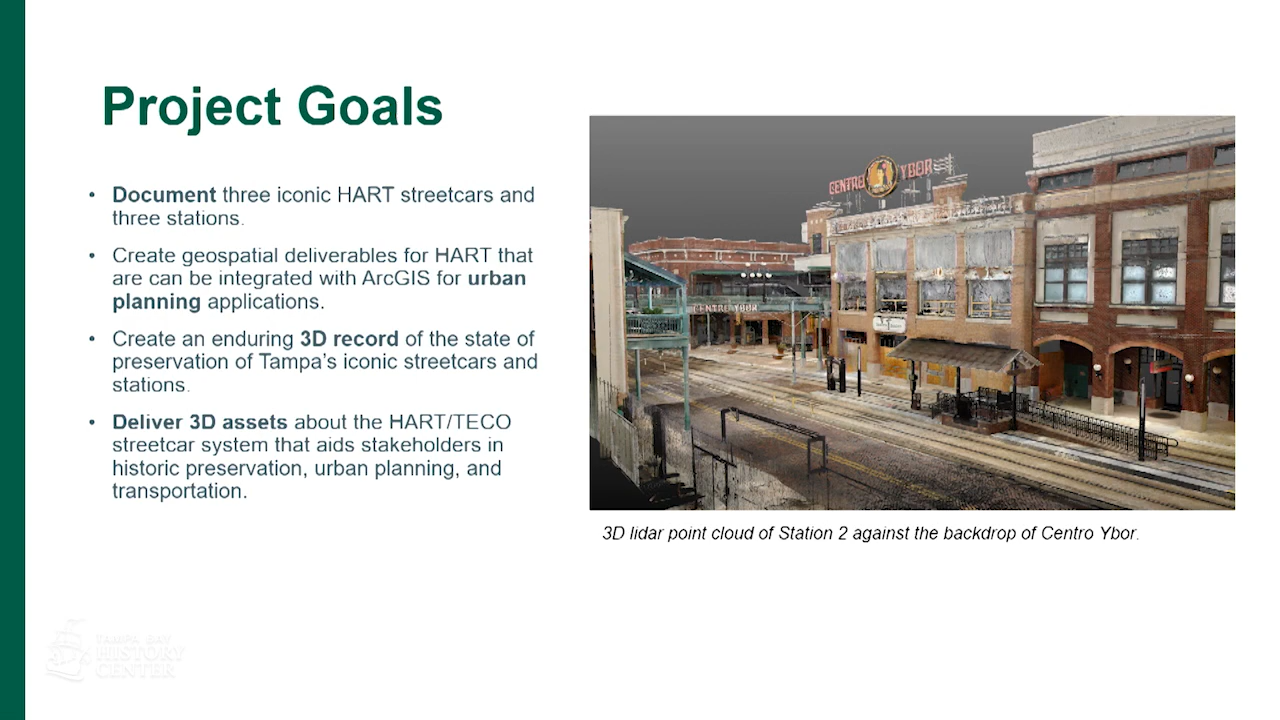 Project Goals
• Document three iconic HART streetcars and
three stations.
• Create geospatial deliverables for HART that
are can be integrated with ArcGIS for urban
planning applications.
• Create an enduring 3D record of the state of
preservation of Tampa's iconic streetcars and
stations.
• Deliver 3D assets about the HART/TECO
streetcar system that aids stakeholders in
historic preservation, urban planning, and
transportation.
CENTRO YBOR
CENTRO YBOR
3D lidar point cloud of Station 2 against the backdrop of Centro Ybor.
TAMPA BAY
HISTORY
CENTER